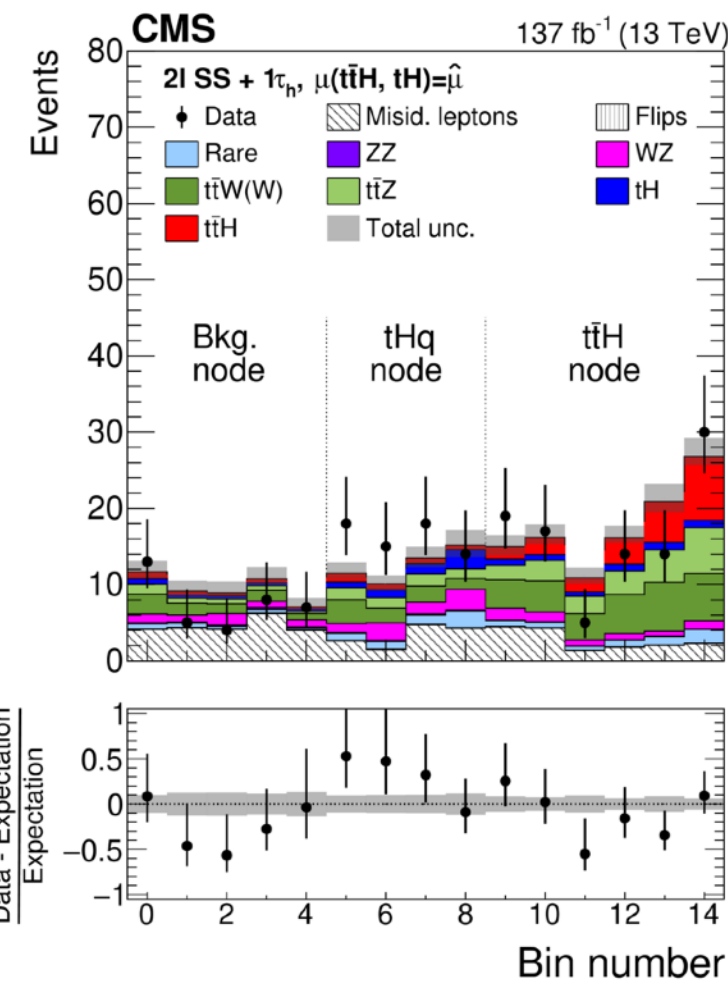 CMS 137 fb⁻¹ (13 TeV)
Events
80
70
60
50
40
30
20
10
0
2l SS + 1τₕ, μ(tt̄H, tH)=μ̂
Data Misid. leptons Flips
Rare ZZ WZ
tt̄W(W) tt̄Z tH
tt̄H Total unc.
Bkg. node
tHq node
tt̄H node
Data - Expectation
Expectation
1
0.5
0
−0.5
−1
0 2 4 6 8 10 12 14
Bin number